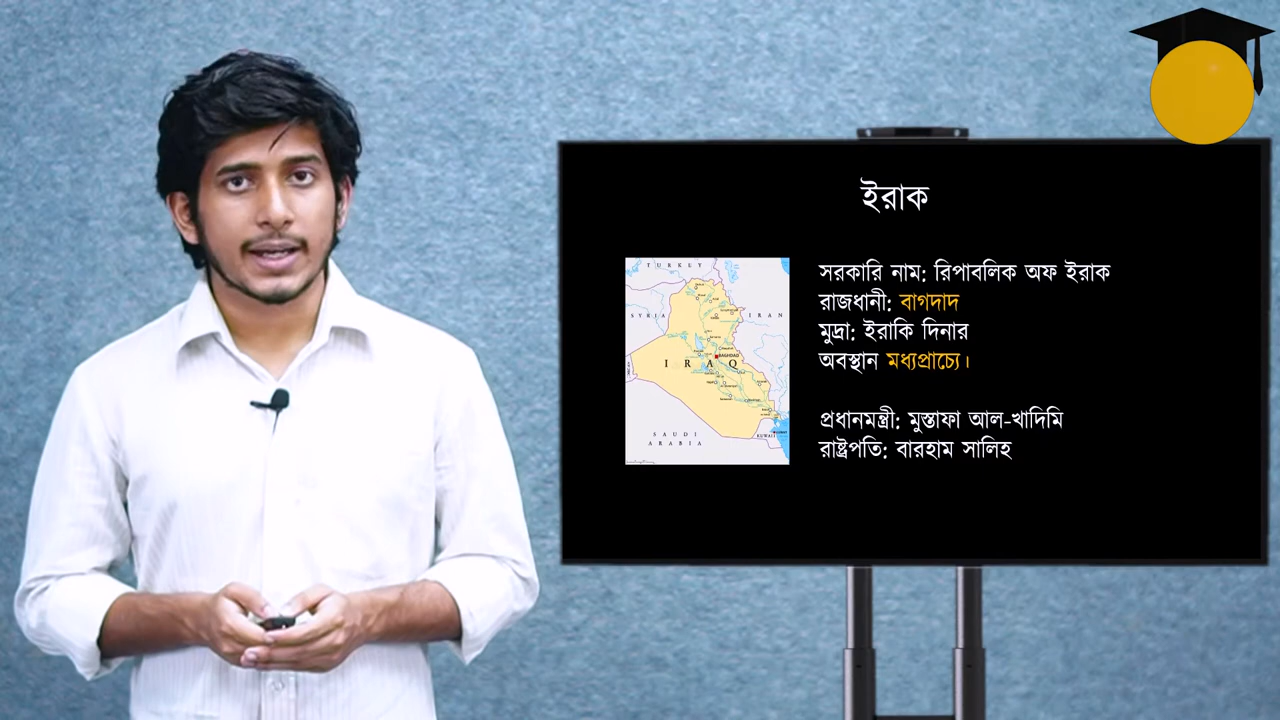 ইরাক
সরকারি নাম: রিপাবলিক অফ ইরাক
রাজধানী: বাগদাদ
মুদ্রা: ইরাকি দিনার
অবস্থান মধ্যপ্রাচ্যে।
প্রধানমন্ত্রী: মুস্তাফা আল-খাদিমি
রাষ্ট্রপতি: বারহাম সালিহ
TURKEY
SYRIA
IRAN
BAGHDAD
IRAQ
SAUDI
ARABIA
KUWAIT